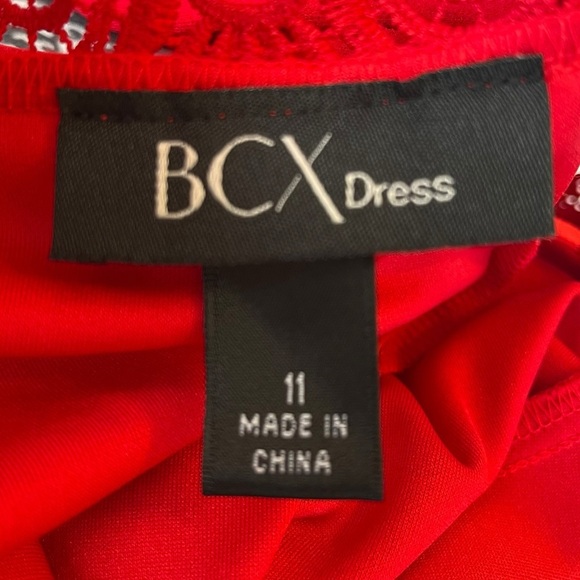 BCX Dress
11
MADE IN
CHINA